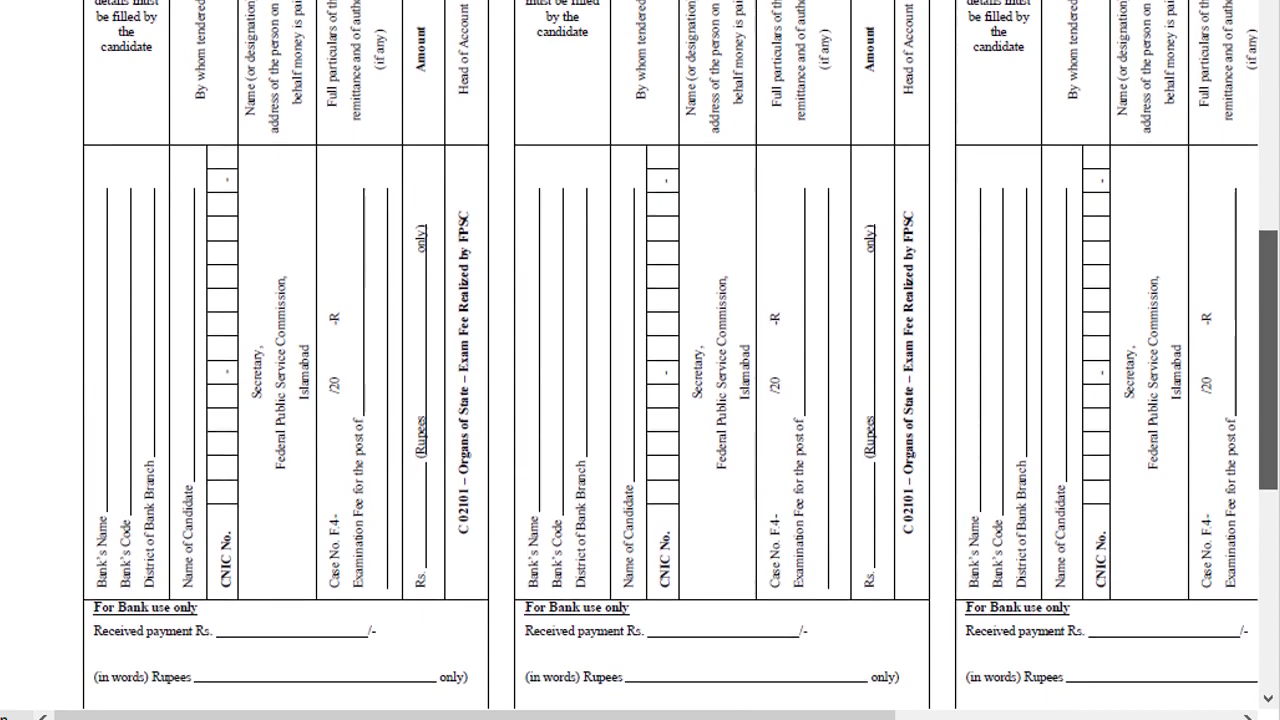 details must
be filled by
the
candidate
By whom tendered
Name (or designation
address of the person on
behalf money is pai
Full particulars of th
remittance and of autho
(if any)
Amount
Head of Account
Bank's Name
Bank's Code
District of Bank Branch
Name of Candidate
CNIC No. - -
Secretary,
Federal Public Service Commission,
Islamabad
Case No. F.4- /20 -R
Examination Fee for the post of
Rs. (Rupees only)
C 02101 – Organs of State – Exam Fee Realized by FPSC
For Bank use only
Received payment Rs. /-
(in words) Rupees only)
must be filled
by the
candidate
By whom tendered
Name (or designation
address of the person on
behalf money is pai
Full particulars of th
remittance and of autho
(if any)
Amount
Head of Account
Bank's Name
Bank's Code
District of Bank Branch
Name of Candidate
CNIC No. - -
Secretary,
Federal Public Service Commission,
Islamabad
Case No. F.4- /20 -R
Examination Fee for the post of
Rs. (Rupees only)
C 02101 – Organs of State – Exam Fee Realized by FPSC
For Bank use only
Received payment Rs. /-
(in words) Rupees only)
details must
be filled by
the
candidate
By whom tendered
Name (or designation
address of the person on
behalf money is pai
Full particulars of th
remittance and of autho
(if any)
Bank's Name
Bank's Code
District of Bank Branch
Name of Candidate
CNIC No. - -
Secretary,
Federal Public Service Commission,
Islamabad
Case No. F.4- /20 -R
Examination Fee for the post of
For Bank use only
Received payment Rs. /-
(in words) Rupees